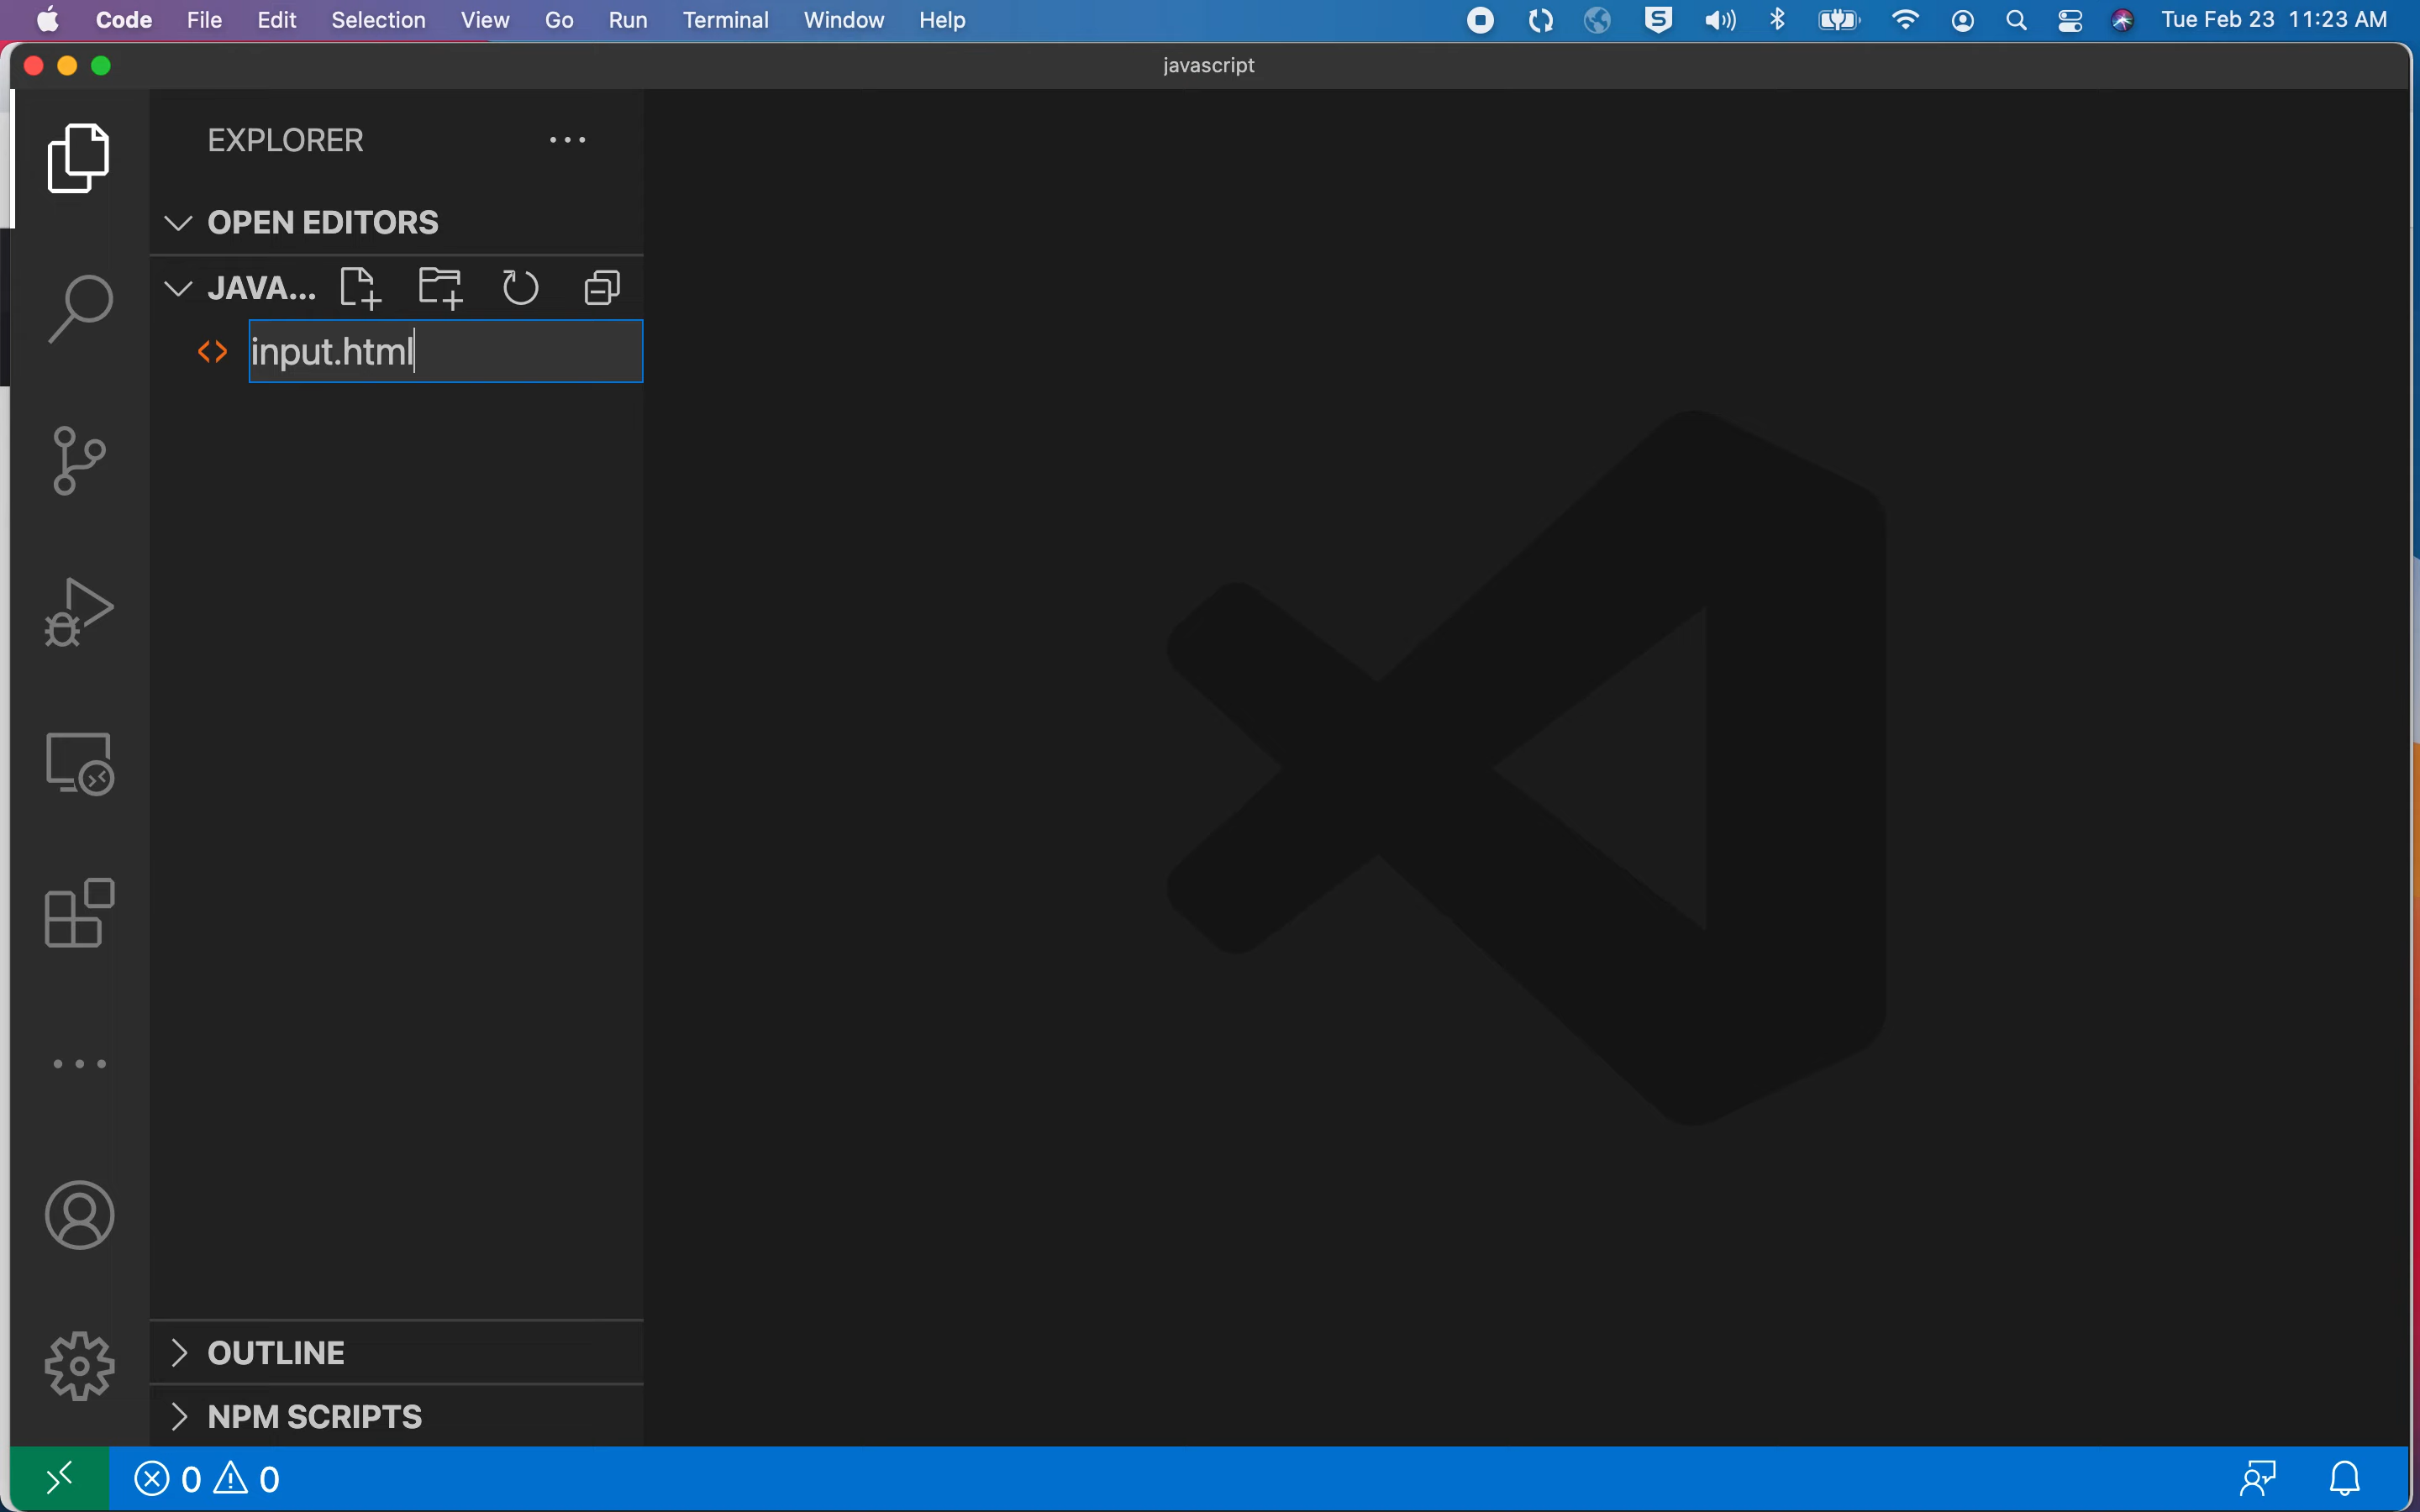 Code File Edit Selection View Go Run Terminal Window Help Tue Feb 23 11:23 AM
javascript
EXPLORER
OPEN EDITORS
JAVA...
input.html
OUTLINE
NPM SCRIPTS
0 0